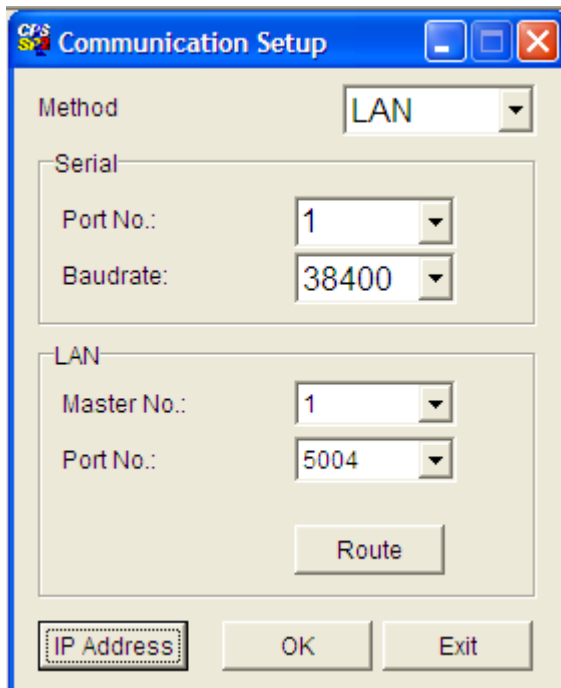 CPS Communication Setup
Method LAN
Serial
Port No.: 1
Baudrate: 38400
LAN
Master No.: 1
Port No.: 5004
Route
IP Address OK Exit